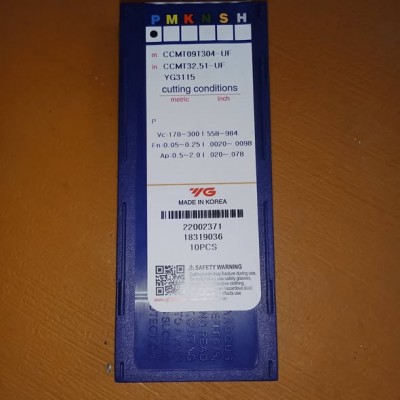 P M K N S H
m CCMT09T304-UF
in CCMT32.51-UF
YG3115
cutting conditions
metric inch
P
Vc 170-300 | 558-984
Fn 0.05-0.25 | .0020-.0098
Ap 0.5-2.0 | .020-.078
YG
MADE IN KOREA
22002371
18319036
10PCS
⚠ SAFETY WARNING